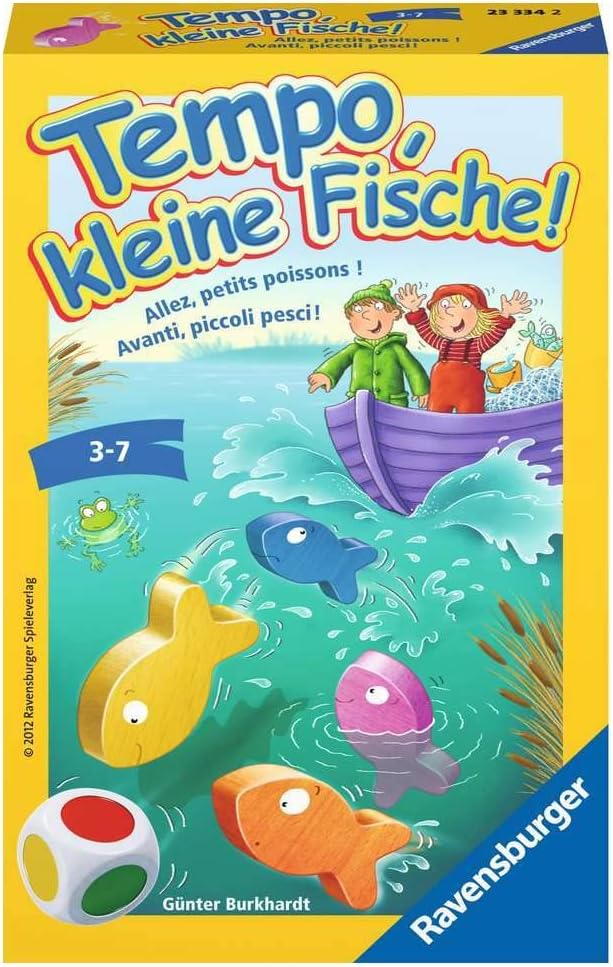 Tempo,
kleine Fische!
Allez, petits poissons !
Avanti, piccoli pesci!
3-7
23 334 2
Ravensburger
Tempo,
kleine Fische!
Allez, petits poissons !
Avanti, piccoli pesci!
3-7
© 2012 Ravensburger Spieleverlag
Günter Burkhardt
Ravensburger